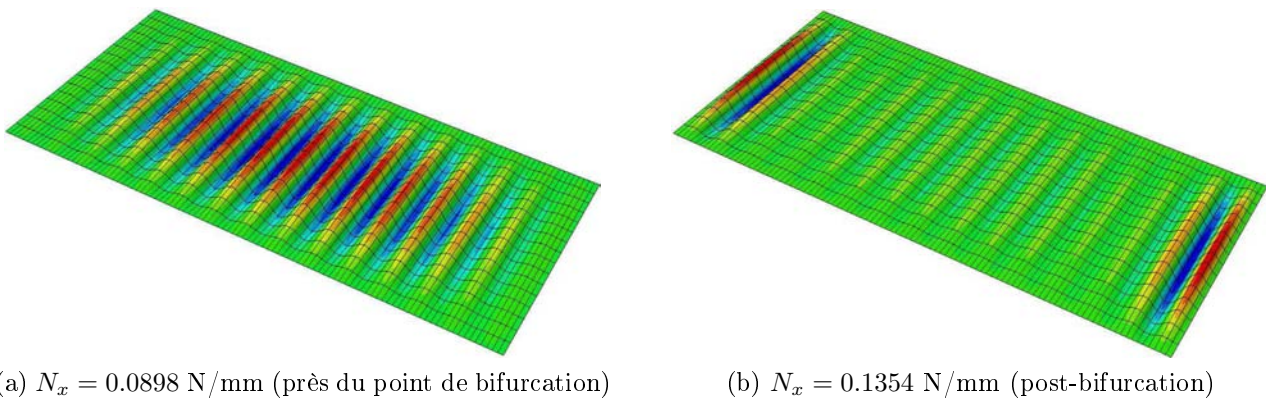 (a) N_x = 0.0898 N/mm (près du point de bifurcation)
(b) N_x = 0.1354 N/mm (post-bifurcation)